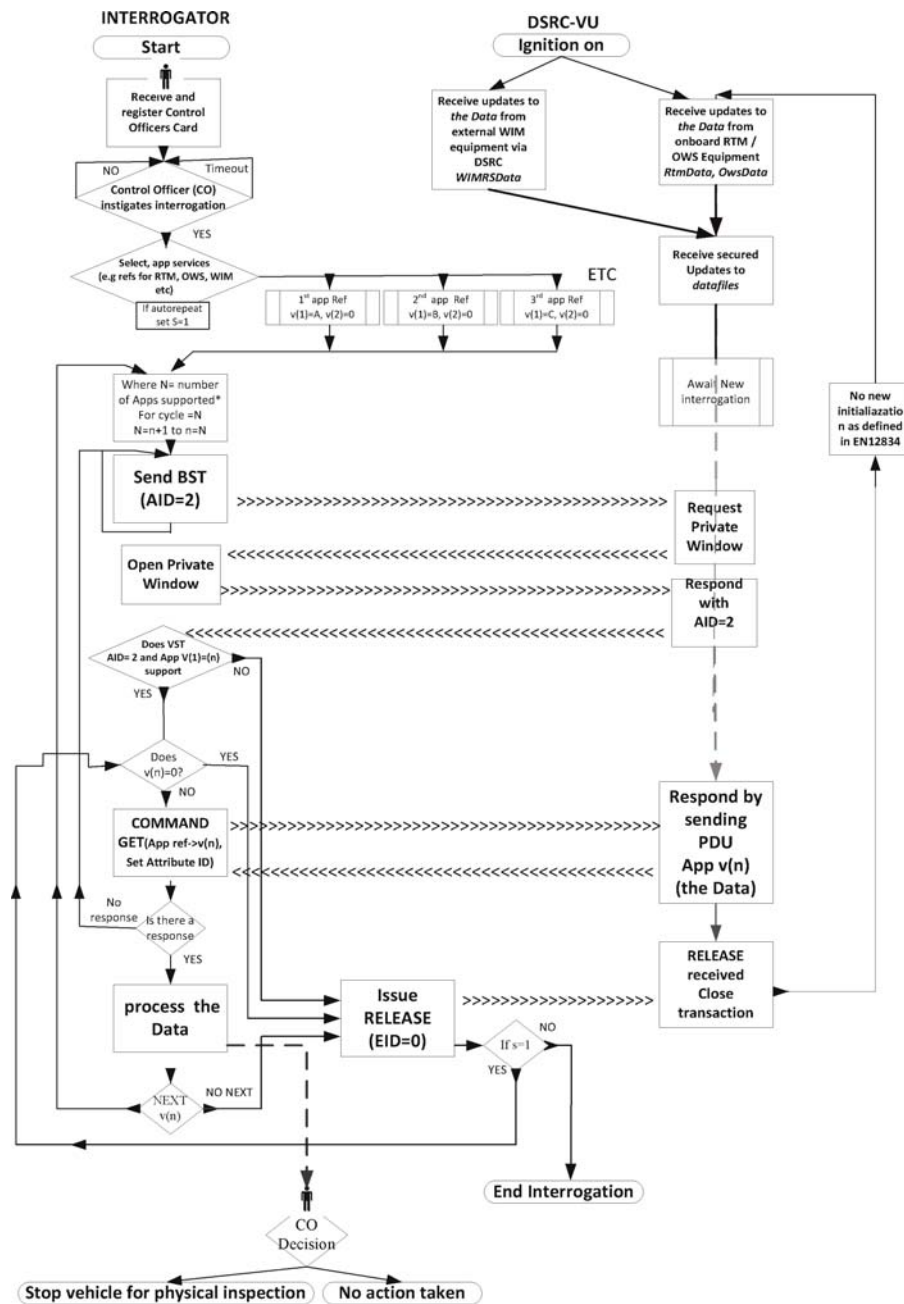 INTERROGATOR
Start
Receive and
register Control
Officers Card
NO
Timeout
Control Officer (CO)
instigates interrogation
YES
Select, app services
(e.g refs for RTM, OWS, WIM
etc)
If autorepeat
set S=1
ETC
1st app Ref
v(1)=A, v(2)=0
2nd app Ref
v(1)=B, v(2)=0
3rd app Ref
v(1)=C, v(2)=0
Where N= number
of Apps supported*
For cycle =N
N=n+1 to n=N
Send BST
(AID=2)
>>>>>>>>>>>>>>>>>>>>>>>>>>>>>>>>>>>>>>>>>>>
<<<<<<<<<<<<<<<<<<<<<<<<<<<<<<<<<<<<<<<<<<<
Open Private
Window
>>>>>>>>>>>>>>>>>>>>>>>>>>>>>>>>>>>>>>>>>>>
<<<<<<<<<<<<<<<<<<<<<<<<<<<<<<<<<<<<<<<<<<<<<<<
Does VST
AID= 2 and App V(1)=(n)
support
NO
YES
Does
v(n)=0?
YES
NO
COMMAND
GET(App ref->v(n),
Set Attribute ID)
>>>>>>>>>>>>>>>>>>>>>>>>>>>>>>>>>>>>>>>>>>>
<<<<<<<<<<<<<<<<<<<<<<<<<<<<<<<<<<<<<<<<<<<
No
response
Is there a
response
YES
process the
Data
Issue
RELEASE
(EID=0)
>>>>>>>>>>>>>>>>>>>
NEXT
v(n)
NO NEXT
If s=1
NO
YES
End Interrogation
CO
Decision
Stop vehicle for physical inspection
No action taken
DSRC-VU
Ignition on
Receive updates to
the Data from
external WIM
equipment via
DSRC
WIMRSData
Receive updates to
the Data from
onboard RTM /
OWS Equipment
RtmData, OwsData
Receive secured
Updates to
datafiles
Await New
interrogation
Request
Private
Window
Respond
with
AID=2
Respond by
sending
PDU
App v(n)
(the Data)
RELEASE
received
Close
transaction
No new
initialiazatio
n as defined
in EN12834